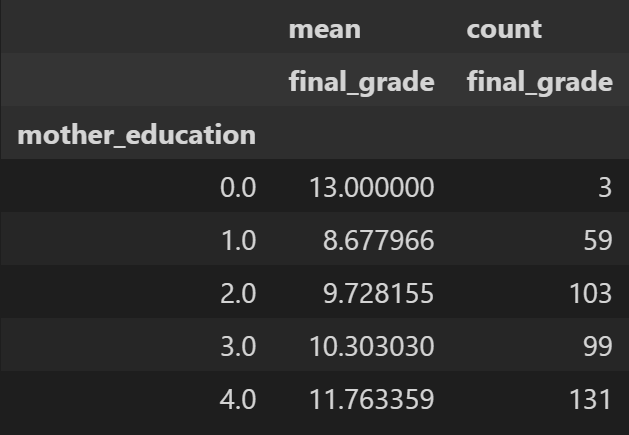 mean count
final_grade final_grade
mother_education
0.0 13.000000 3
1.0 8.677966 59
2.0 9.728155 103
3.0 10.303030 99
4.0 11.763359 131